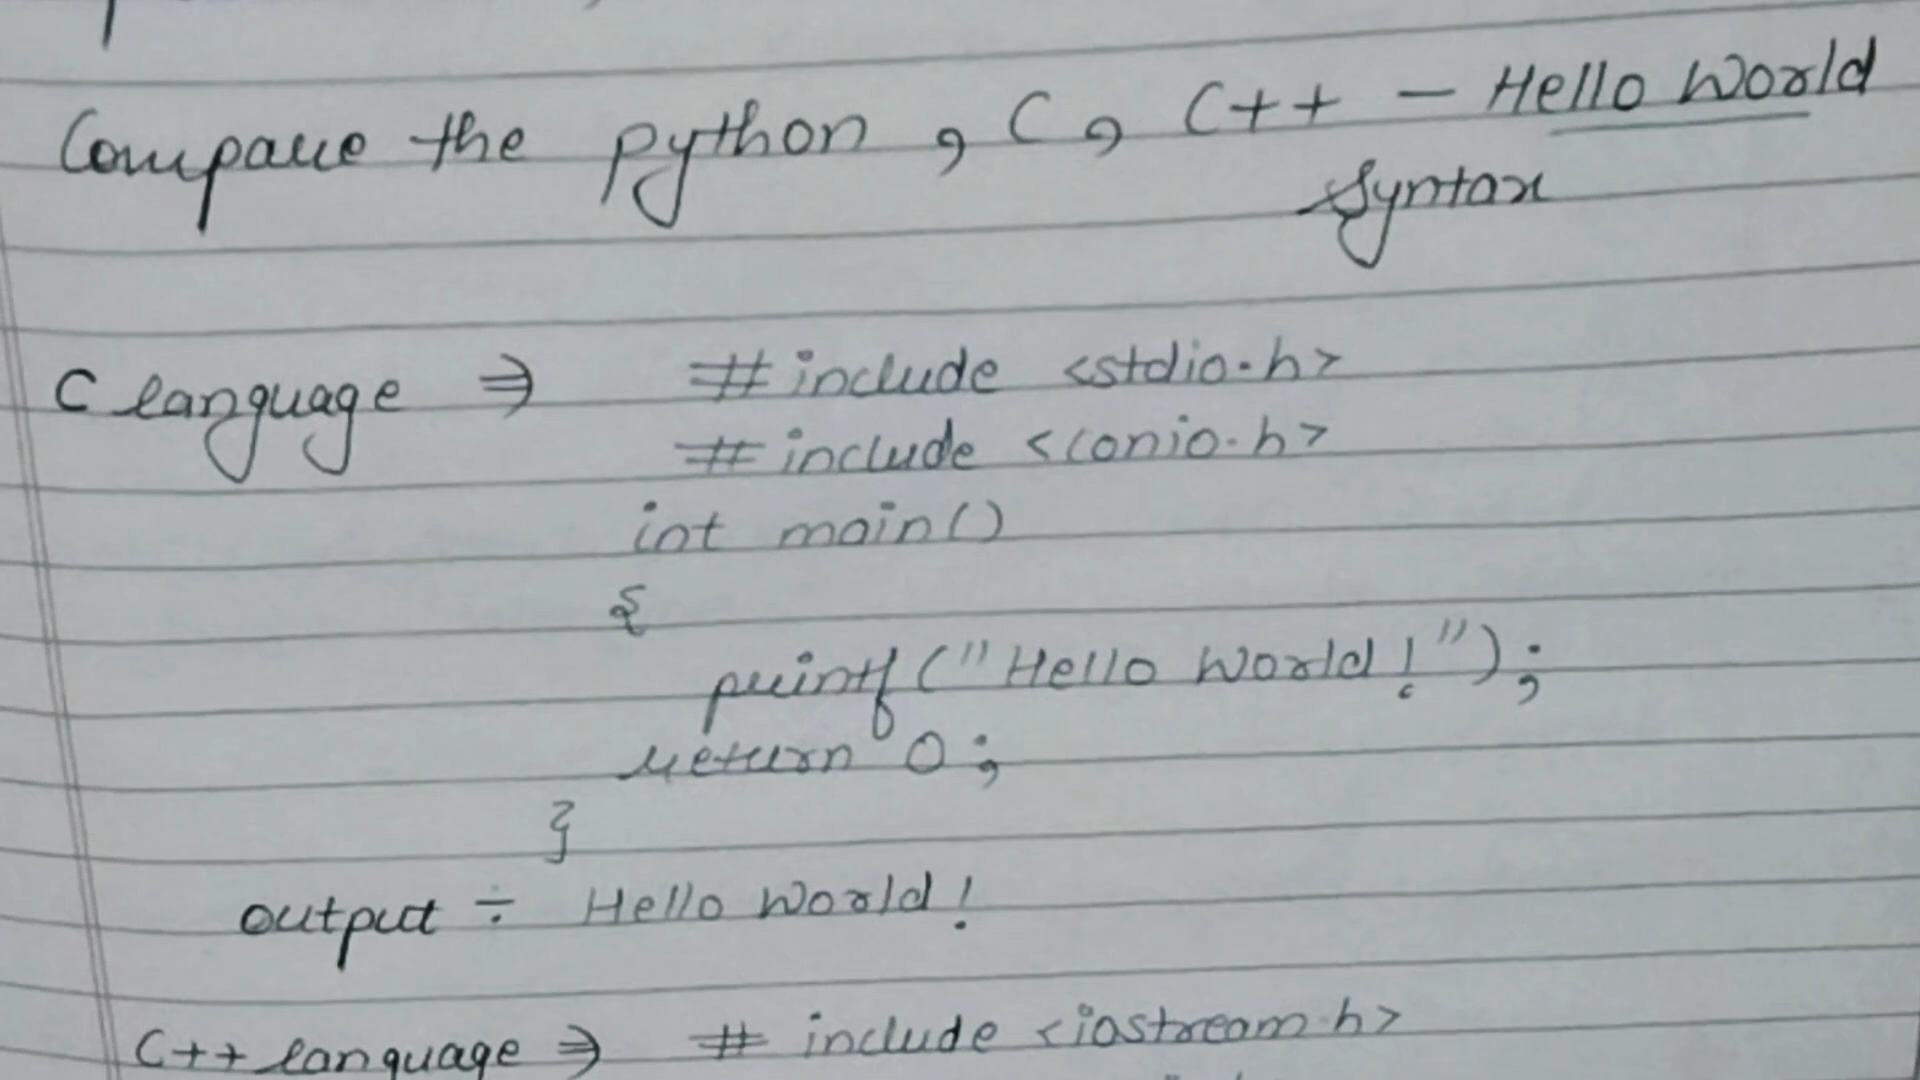 Compare the python, C, C++ - Hello World
Syntax
C language ⇒ #include <stdio.h>
#include <conio.h>
int main()
{
printf("Hello World!");
return 0;
}
output ÷ Hello World!
C++ language ⇒ # include <iostream.h>